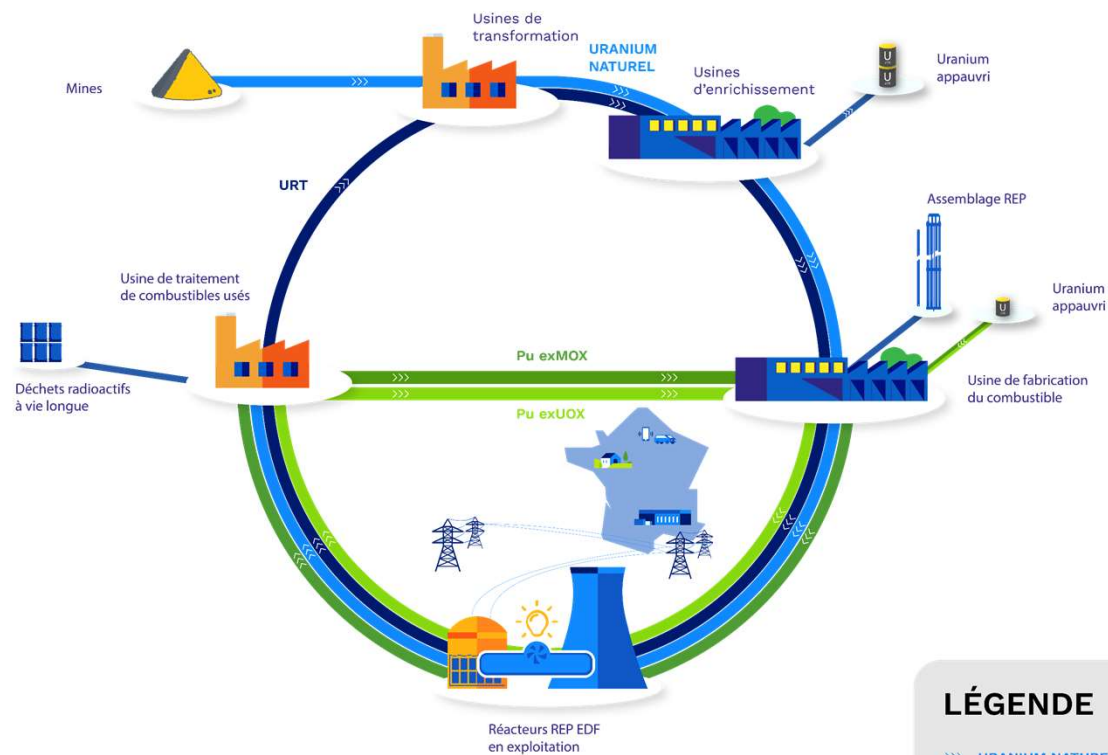 Usines de
transformation
URANIUM
NATUREL
Usines
d'enrichissement
Uranium
appauvri
Mines
URT
Assemblage REP
Usine de traitement
de combustibles usés
Uranium
appauvri
Pu exMOX
Déchets radioactifs
à vie longue
Usine de fabrication
du combustible
Pu exUOX
U
U
U
Réacteurs REP EDF
en exploitation
LÉGENDE
URANIUM NATUREL